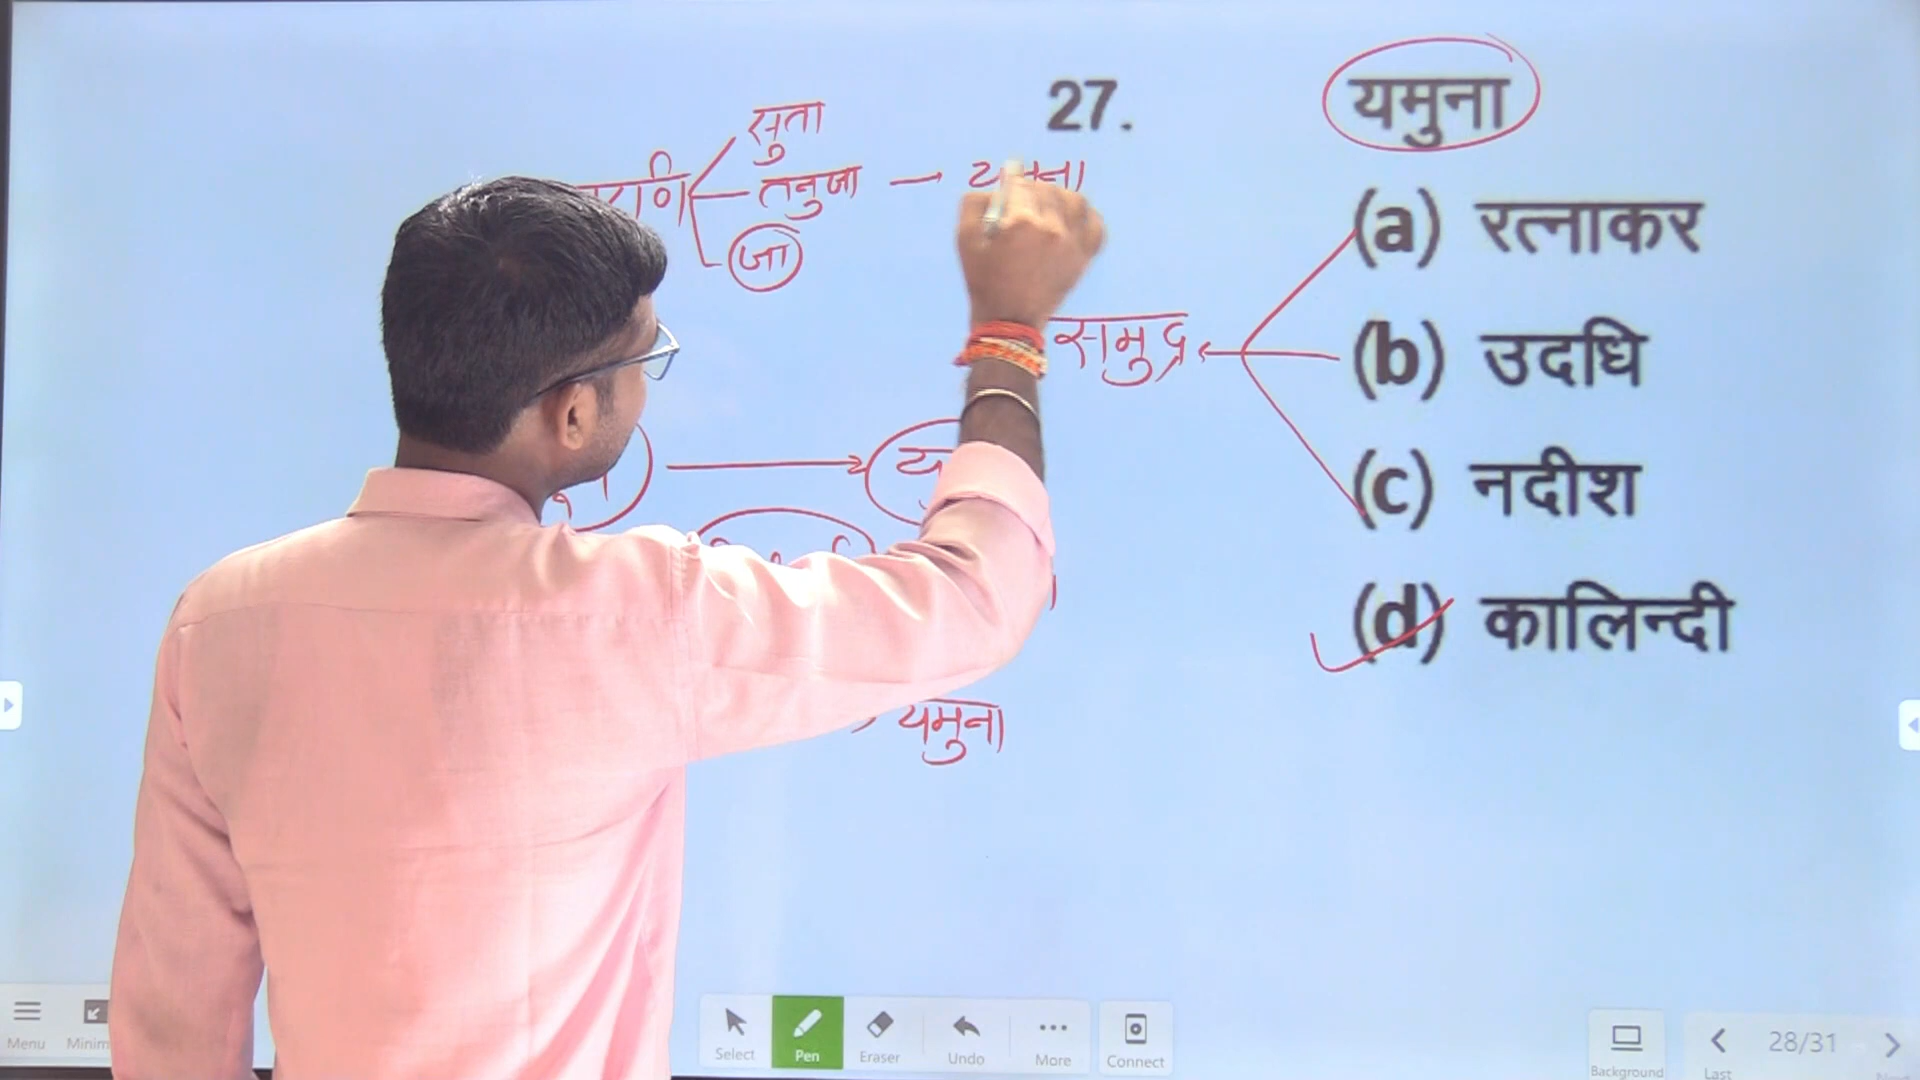 27. यमुना
(a) रत्नाकर
(b) उदधि
(c) नदीश
(d) कालिन्दी
सुता
तनुजा
जा
समुद्र
यमुना
Menu
Select
Pen
Eraser
Undo
More
Connect
Background
28/31
Last